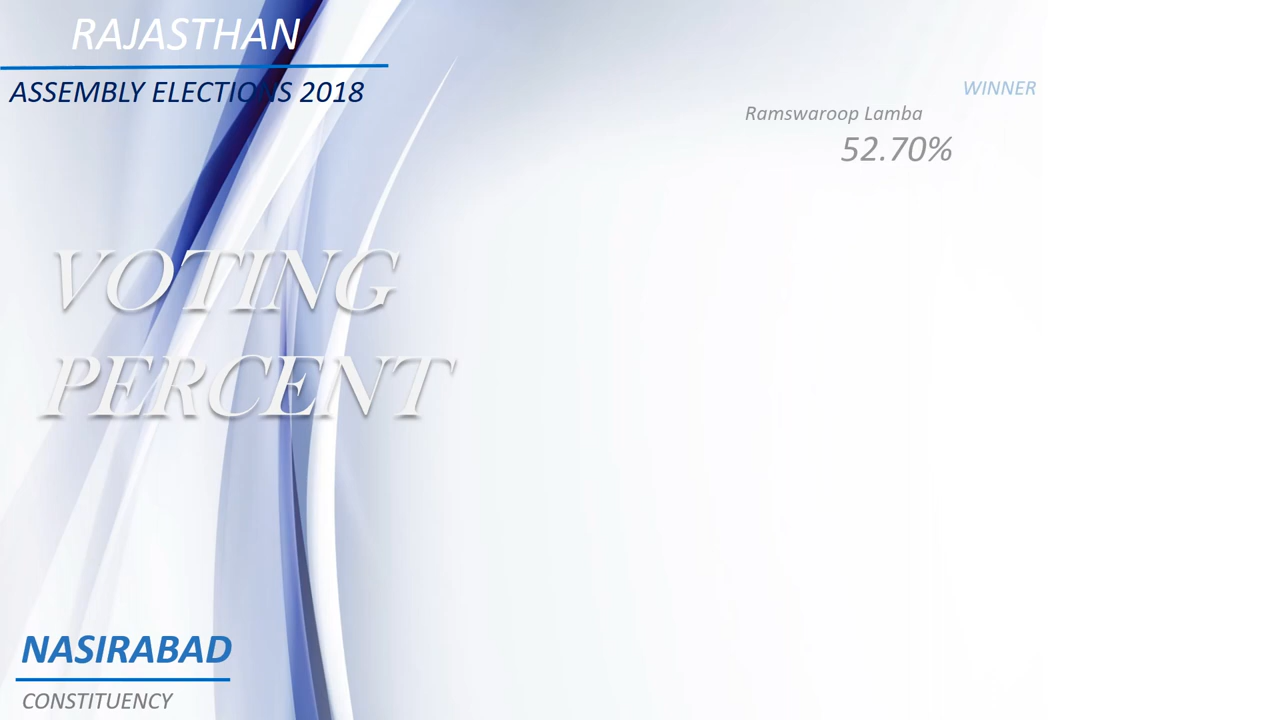 RAJASTHAN
ASSEMBLY ELECTIONS 2018
WINNER
Ramswaroop Lamba
52.70%
VOTING
PERCENT
NASIRABAD
CONSTITUENCY